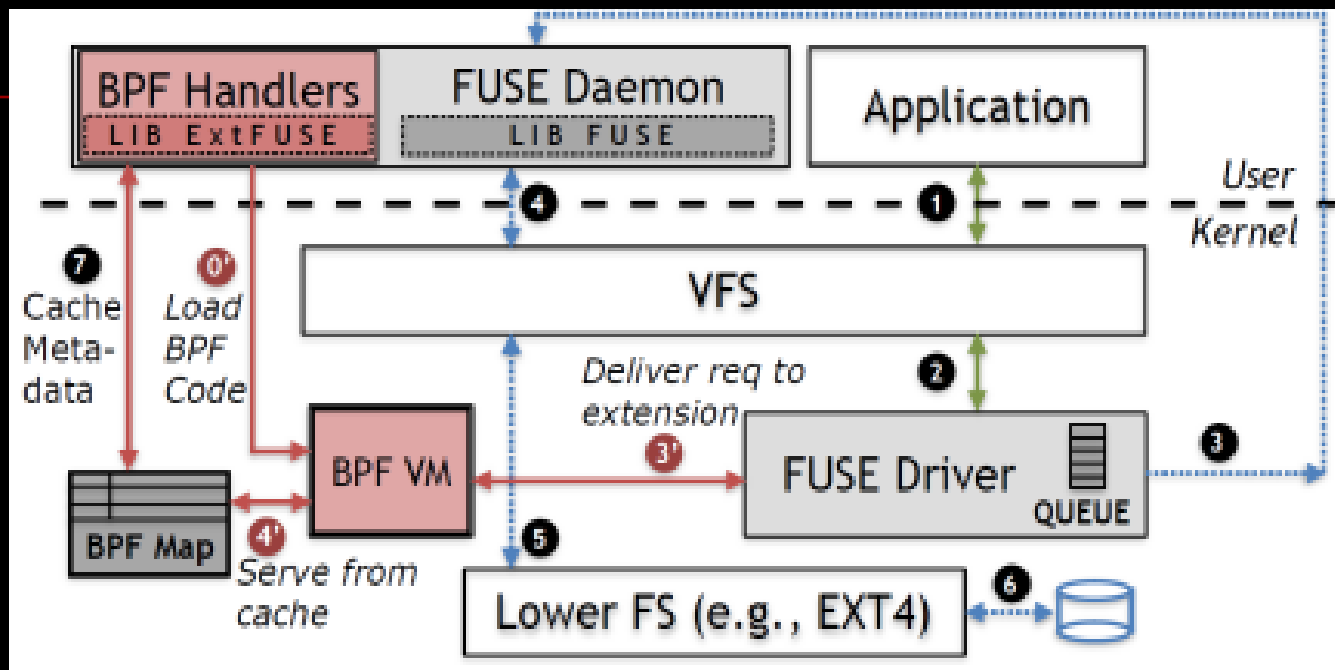 BPF Handlers
LIB ExtFUSE
FUSE Daemon
LIB FUSE
Application
User
Kernel
4
1
7
Cache
Meta-
data
0'
Load
BPF
Code
VFS
Deliver req to
extension
2
BPF VM
3'
FUSE Driver
QUEUE
3
BPF Map
4'
Serve from
cache
5
Lower FS (e.g., EXT4)
6